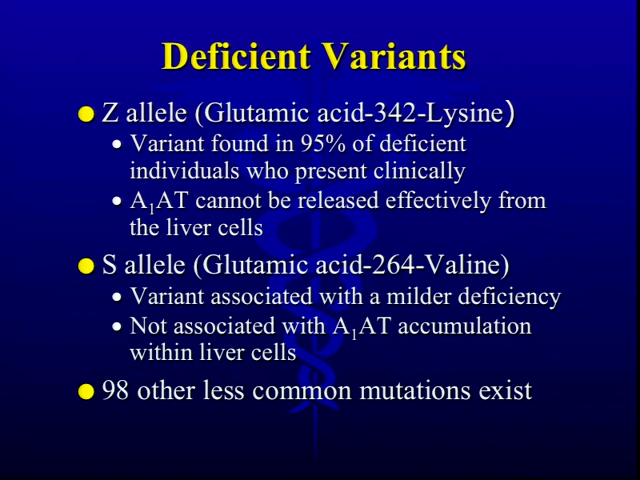 Deficient Variants
● Z allele (Glutamic acid-342-Lysine)
• Variant found in 95% of deficient
individuals who present clinically
• A₁AT cannot be released effectively from
the liver cells
● S allele (Glutamic acid-264-Valine)
• Variant associated with a milder deficiency
• Not associated with A₁AT accumulation
within liver cells
● 98 other less common mutations exist